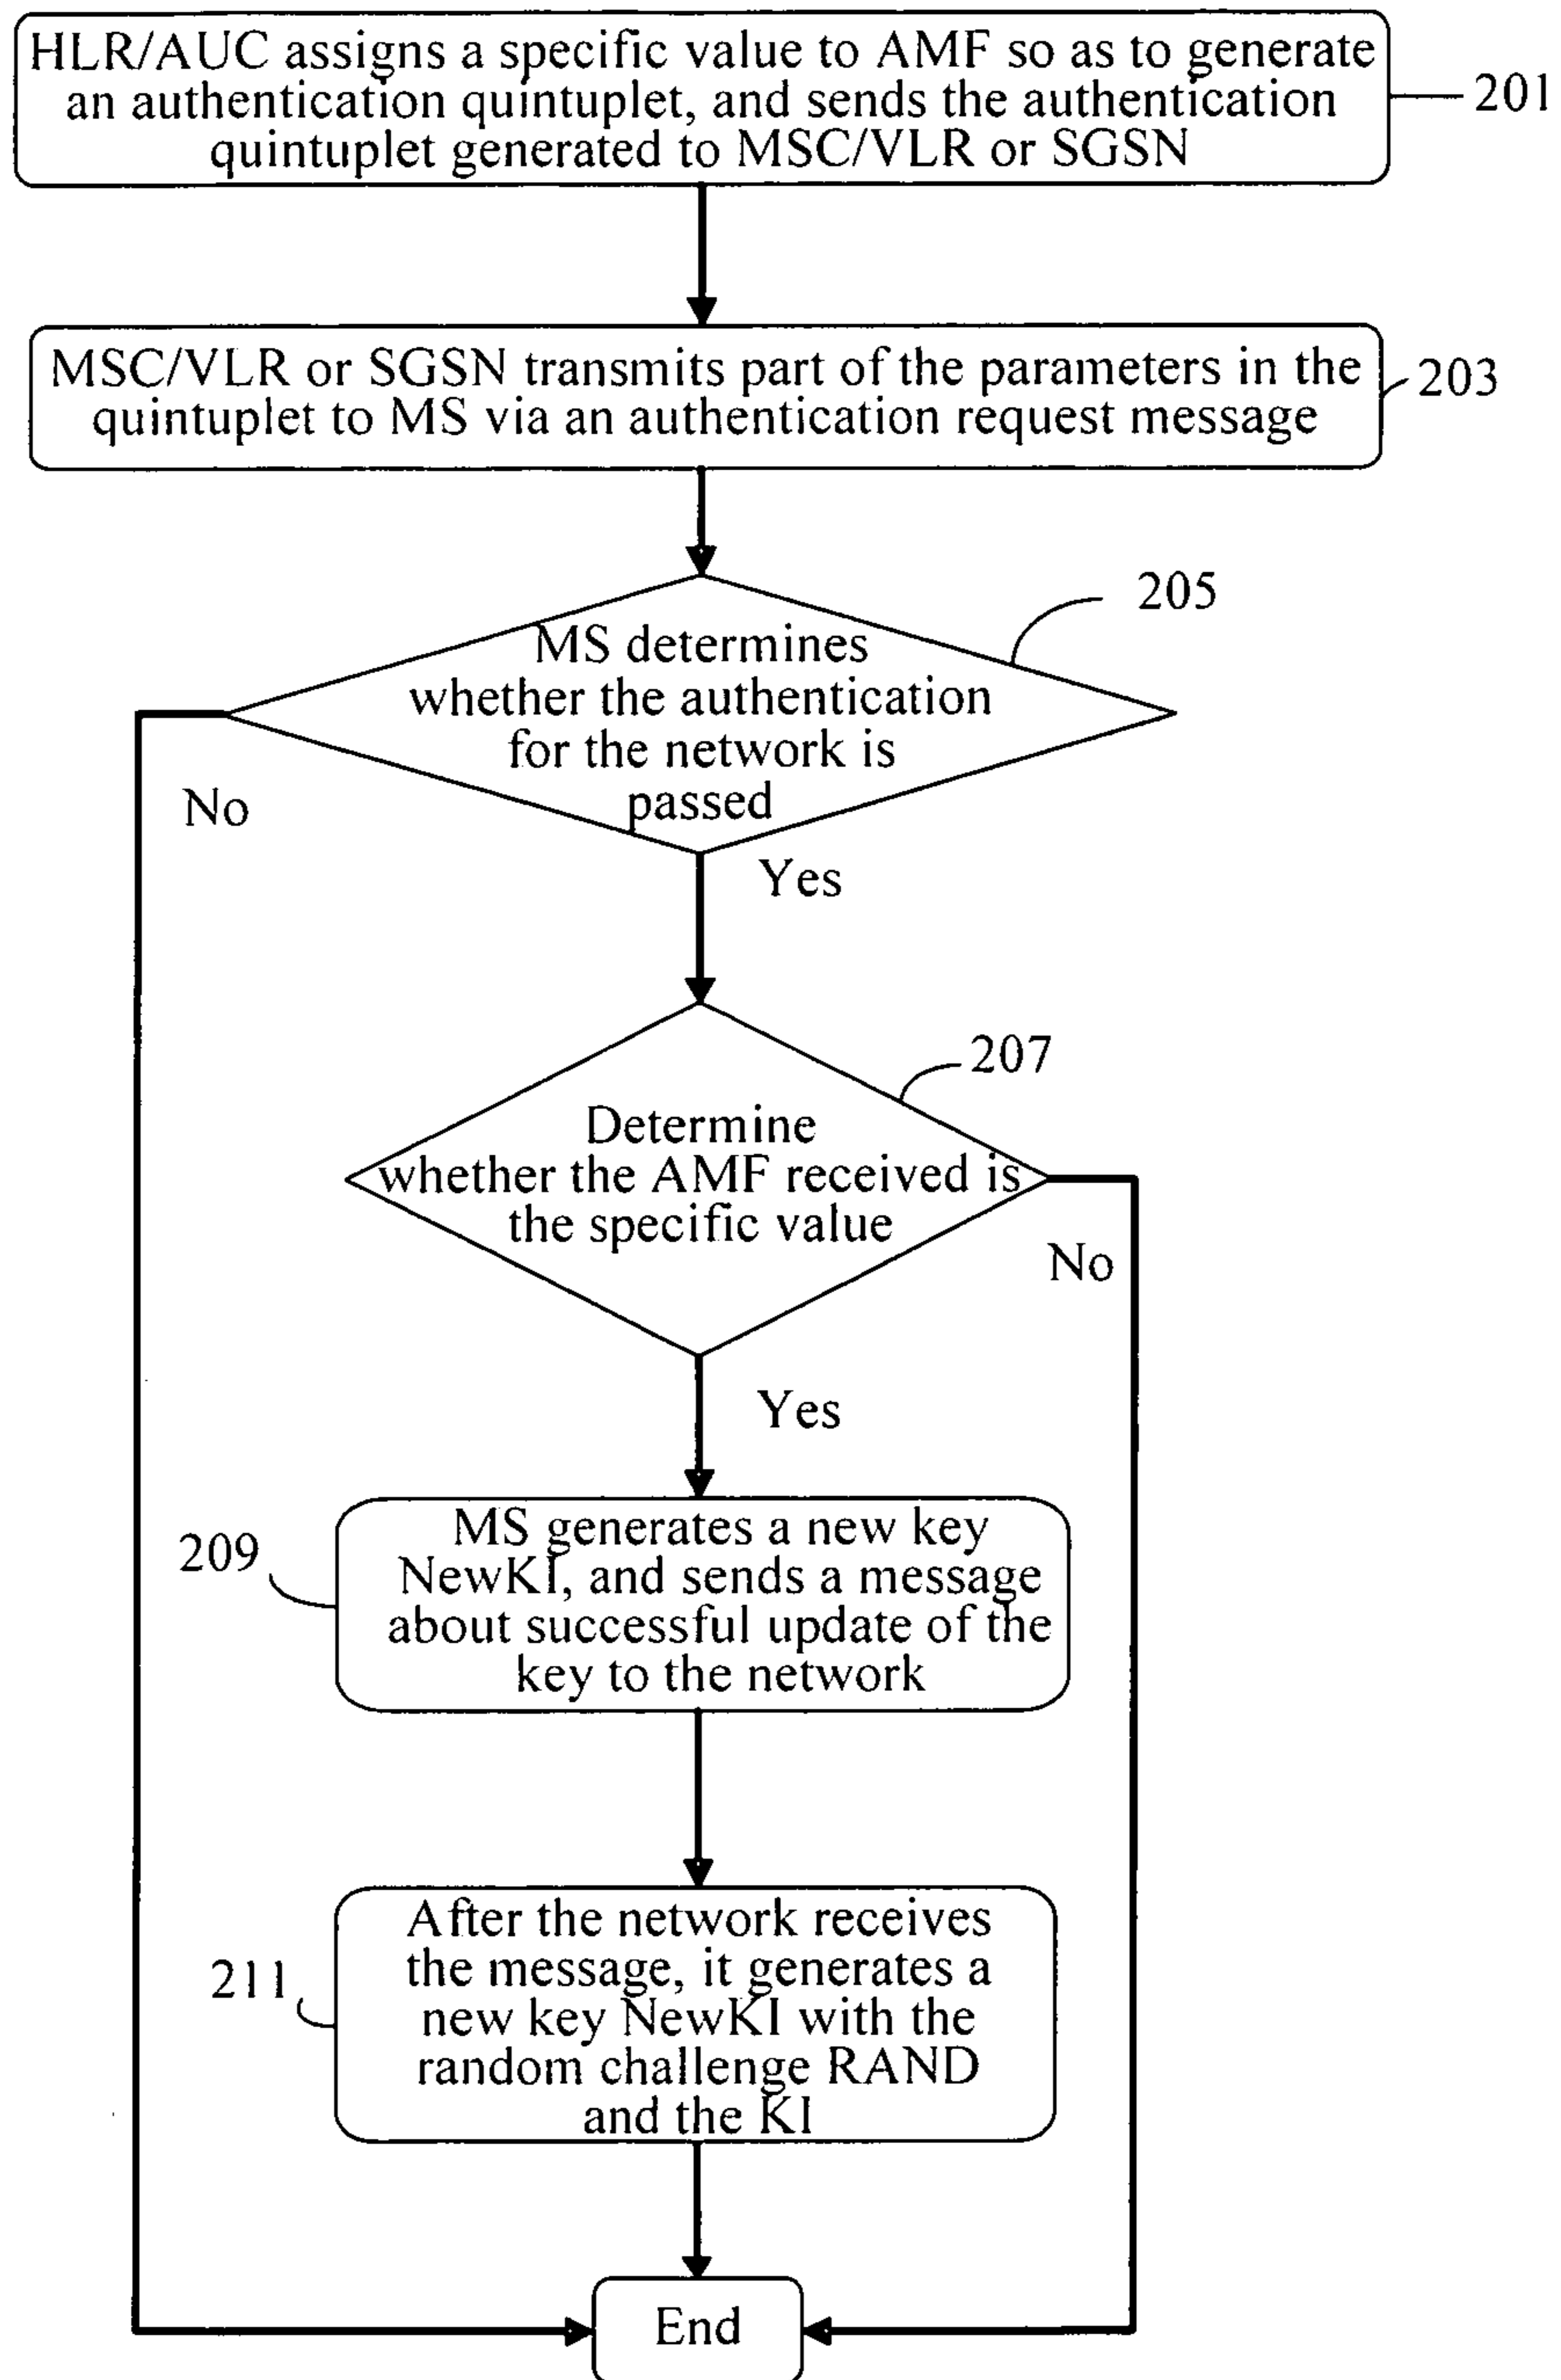 HLR/AUC assigns a specific value to AMF so as to generate
an authentication quintuplet, and sends the authentication
quintuplet generated to MSC/VLR or SGSN
201
MSC/VLR or SGSN transmits part of the parameters in the
quintuplet to MS via an authentication request message
203
205
MS determines
whether the authentication
for the network is
passed
No
Yes
207
Determine
whether the AMF received is
the specific value
No
Yes
209
MS generates a new key
NewKI, and sends a message
about successful update of the
key to the network
211
After the network receives
the message, it generates a
new key NewKI with the
random challenge RAND
and the KI
End